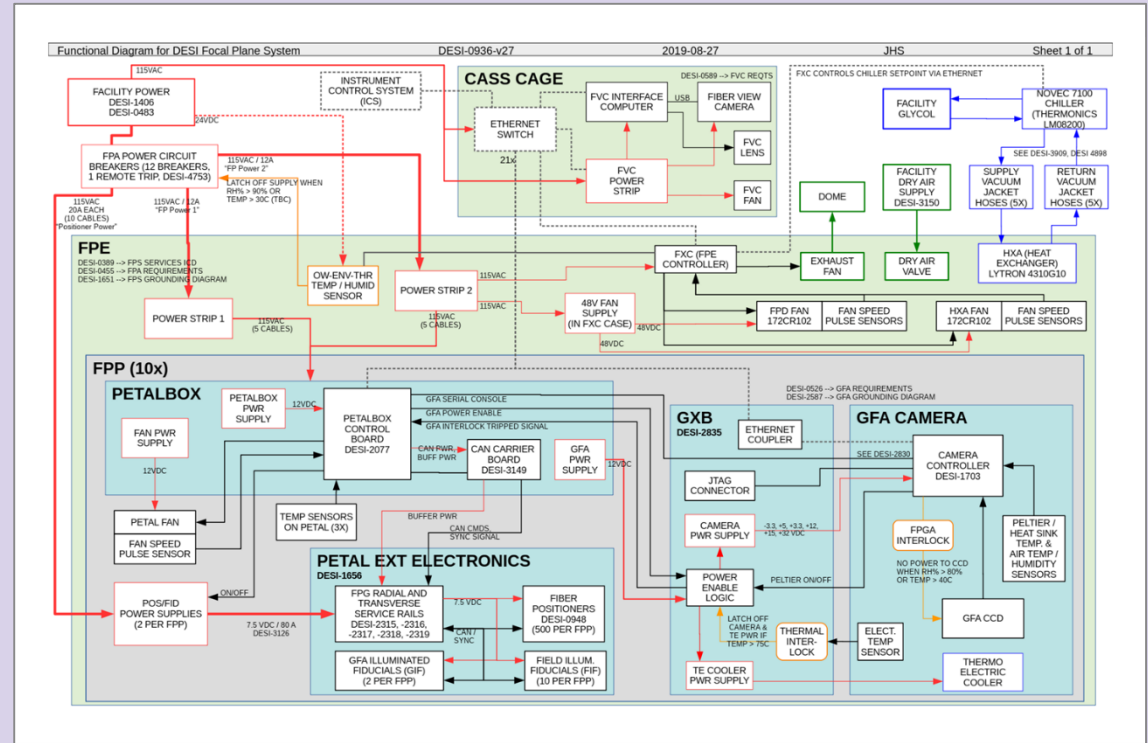 Functional Diagram for DESI Focal Plane System DESI-0936-v27 2019-08-27 JHS Sheet 1 of 1
115VAC
FACILITY POWER
DESI-1406
DESI-0483
24VDC
INSTRUMENT
CONTROL SYSTEM
(ICS)
CASS CAGE
DESI-0589 --> FVC REQTS
ETHERNET
SWITCH
21x
FVC INTERFACE
COMPUTER
USB
FIBER VIEW
CAMERA
FVC
LENS
FVC
POWER
STRIP
FVC
FAN
FXC CONTROLS CHILLER SETPOINT VIA ETHERNET
FACILITY
GLYCOL
NOVEC 7100
CHILLER
(THERMONICS
LM08200)
SEE DESI-3909, DESI 4898
FPA POWER CIRCUIT
BREAKERS (12 BREAKERS,
1 REMOTE TRIP, DESI-4753)
115VAC / 12A
"FP Power 2"
LATCH OFF SUPPLY WHEN
RH% > 90% OR
TEMP > 30C (TBC)
115VAC
20A EACH
(10 CABLES)
"Positioner Power"
115VAC / 12A
"FP Power 1"
DOME
FACILITY
DRY AIR
SUPPLY
DESI-3150
SUPPLY
VACUUM
JACKET
HOSES (5X)
RETURN
VACUUM
JACKET
HOSES (5X)
FPE
DESI-0389 --> FPS SERVICES ICD
DESI-0455 --> FPA REQUIREMENTS
DESI-1651 --> FPS GROUNDING DIAGRAM
OW-ENV-THR
TEMP / HUMID
SENSOR
POWER STRIP 2
115VAC
115VAC
115VAC
(5 CABLES)
FXC (FPE
CONTROLLER)
EXHAUST
FAN
DRY AIR
VALVE
HXA (HEAT
EXCHANGER)
LYTRON 4310G10
POWER STRIP 1
115VAC
(5 CABLES)
48V FAN
SUPPLY
(IN FXC CASE)
48VDC
48VDC
FPD FAN
172CR102
FAN SPEED
PULSE SENSORS
HXA FAN
172CR102
FAN SPEED
PULSE SENSORS
FPP (10x)
PETALBOX
PETALBOX
PWR
SUPPLY
12VDC
FAN PWR
SUPPLY
12VDC
PETALBOX
CONTROL
BOARD
DESI-2077
GFA SERIAL CONSOLE
GFA POWER ENABLE
GFA INTERLOCK TRIPPED SIGNAL
CAN PWR,
BUFF PWR
CAN CARRIER
BOARD
DESI-3149
GFA
PWR
SUPPLY
12VDC
DESI-0526 --> GFA REQUIREMENTS
DESI-2587 --> GFA GROUNDING DIAGRAM
GXB
DESI-2835
ETHERNET
COUPLER
GFA CAMERA
SEE DESI-2830
CAMERA
CONTROLLER
DESI-1703
JTAG
CONNECTOR
CAMERA
PWR SUPPLY
-3.3, +5, +3.3, +12,
+15, +32 VDC
FPGA
INTERLOCK
PELTIER /
HEAT SINK
TEMP. &
AIR TEMP /
HUMIDITY
SENSORS
NO POWER TO CCD
WHEN RH% > 80%
OR TEMP > 40C
PETAL FAN
FAN SPEED
PULSE SENSOR
TEMP SENSORS
ON PETAL (3X)
BUFFER PWR
CAN CMDS,
SYNC SIGNAL
POWER
ENABLE
LOGIC
PELTIER ON/OFF
GFA CCD
PETAL EXT ELECTRONICS
DESI-1656
POS/FID
POWER SUPPLIES
(2 PER FPP)
ON/OFF
7.5 VDC / 80 A
DESI-3126
FPG RADIAL AND
TRANSVERSE
SERVICE RAILS
DESI-2315, -2316,
-2317, -2318, -2319
7.5 VDC
CAN /
SYNC
FIBER
POSITIONERS
DESI-0948
(500 PER FPP)
GFA ILLUMINATED
FIDUCIALS (GIF)
(2 PER FPP)
FIELD ILLUM.
FIDUCIALS (FIF)
(10 PER FPP)
LATCH OFF
CAMERA &
TE PWR IF
TEMP > 75C
THERMAL
INTER-
LOCK
ELECT.
TEMP
SENSOR
TE COOLER
PWR SUPPLY
THERMO
ELECTRIC
COOLER